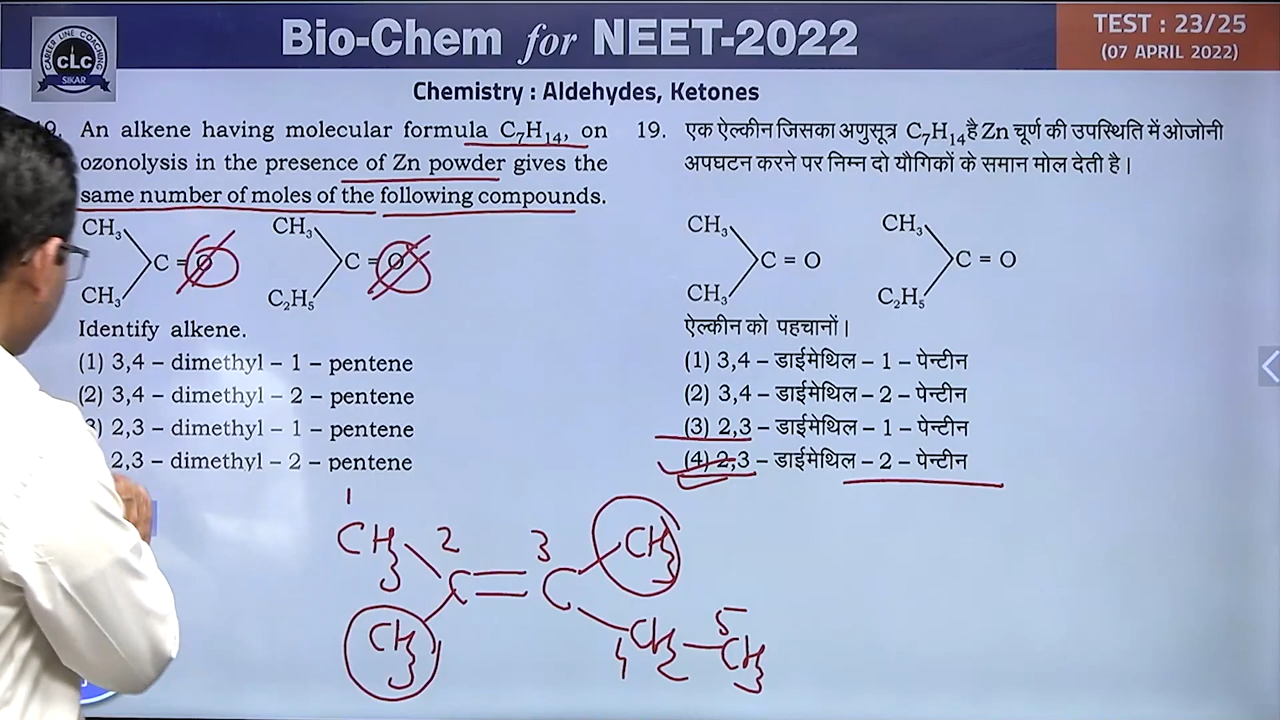 CAREER LINE COACHING
CLC
SIKAR
Bio-Chem for NEET-2022
TEST : 23/25
(07 APRIL 2022)
Chemistry : Aldehydes, Ketones
19. An alkene having molecular formula C₇H₁₄, on
ozonolysis in the presence of Zn powder gives the
same number of moles of the following compounds.
CH₃ CH₃
C = O C = O
CH₃ C₂H₅
Identify alkene.
(1) 3,4 – dimethyl – 1 – pentene
(2) 3,4 – dimethyl – 2 – pentene
3) 2,3 – dimethyl – 1 – pentene
2,3 – dimethyl – 2 – pentene
19. एक ऐल्कीन जिसका अणुसूत्र C₇H₁₄ है Zn चूर्ण की उपस्थिति में ओजोनी
अपघटन करने पर निम्न दो यौगिकों के समान मोल देती है।
CH₃ CH₃
C = O C = O
CH₃ C₂H₅
ऐल्कीन को पहचानों।
(1) 3,4 – डाईमेथिल – 1 – पेन्टीन
(2) 3,4 – डाईमेथिल – 2 – पेन्टीन
(3) 2,3 – डाईमेथिल – 1 – पेन्टीन
(4) 2,3 – डाईमेथिल – 2 – पेन्टीन
1
CH₃ 2 3 CH₃
C = C
CH₃ 4 CH₂ – 5 CH₃